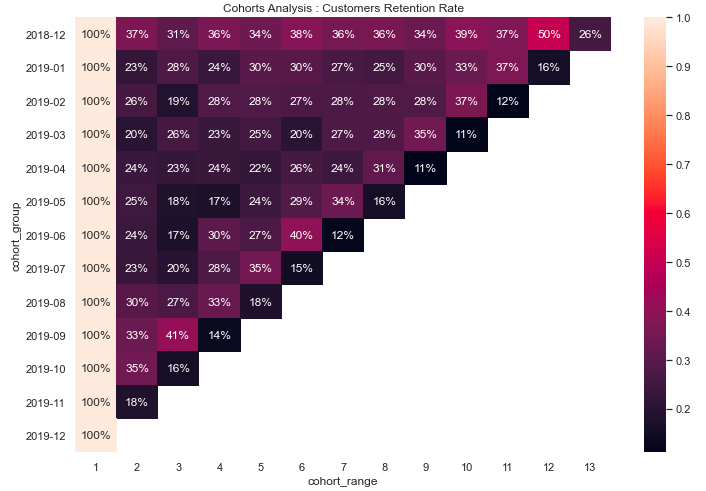 Cohorts Analysis : Customers Retention Rate
cohort_group
2018-12 100% 37% 31% 36% 34% 38% 36% 36% 34% 39% 37% 50% 26%
2019-01 100% 23% 28% 24% 30% 30% 27% 25% 30% 33% 37% 16%
2019-02 100% 26% 19% 28% 28% 27% 28% 28% 28% 37% 12%
2019-03 100% 20% 26% 23% 25% 20% 27% 28% 35% 11%
2019-04 100% 24% 23% 24% 22% 26% 24% 31% 11%
2019-05 100% 25% 18% 17% 24% 29% 34% 16%
2019-06 100% 24% 17% 30% 27% 40% 12%
2019-07 100% 23% 20% 28% 35% 15%
2019-08 100% 30% 27% 33% 18%
2019-09 100% 33% 41% 14%
2019-10 100% 35% 16%
2019-11 100% 18%
2019-12 100%
1 2 3 4 5 6 7 8 9 10 11 12 13
cohort_range
1.0
0.9
0.8
0.7
0.6
0.5
0.4
0.3
0.2